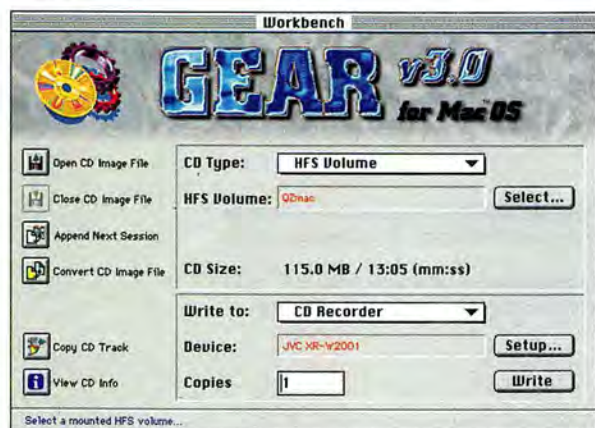 Workbench
GEAR v3.0
for Mac OS
Open CD Image File
Close CD Image File
Append Next Session
Convert CD Image File
Copy CD Track
View CD Info
CD Type: HFS Volume
HFS Volume: QZmac Select...
CD Size: 115.0 MB / 13:05 (mm:ss)
Write to: CD Recorder
Device: JVC XR-W2001 Setup...
Copies 1 Write
Select a mounted HFS volume...